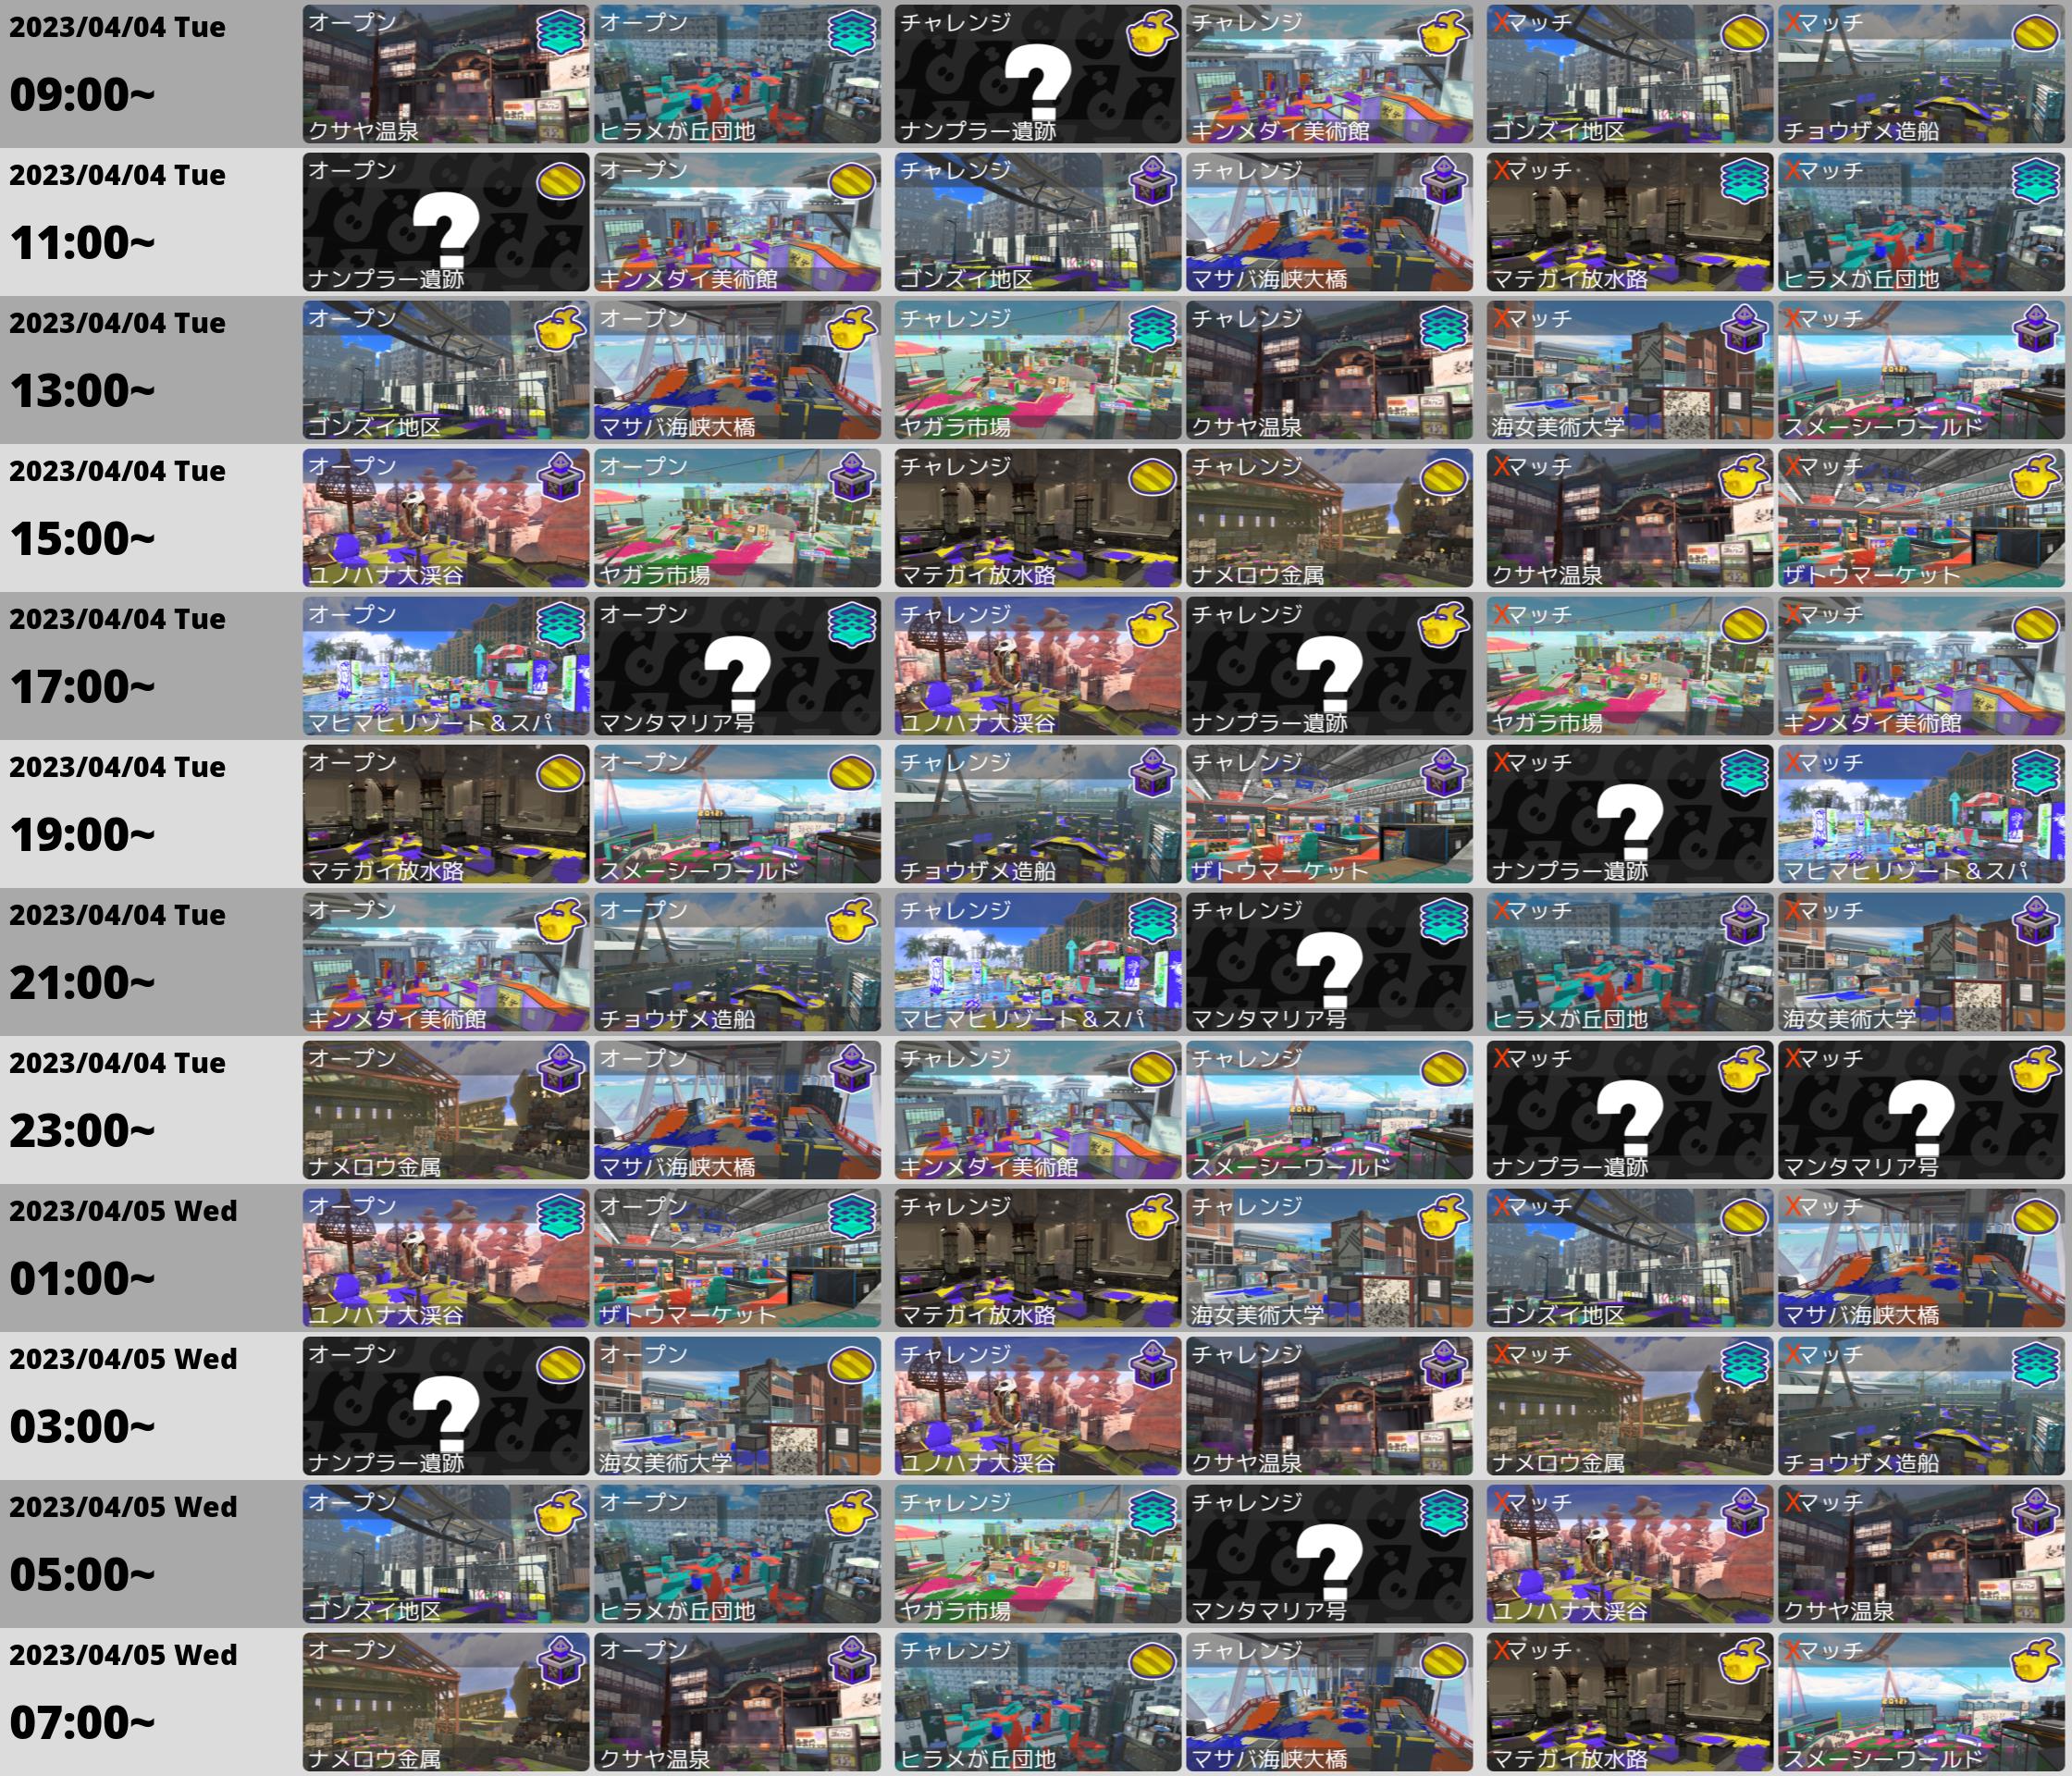 2023/04/04 Tue
09:00~
オープン オープン チャレンジ チャレンジ Xマッチ Xマッチ
クサヤ温泉 ヒラメが丘団地 ナンプラー遺跡 キンメダイ美術館 ゴンズイ地区 チョウザメ造船
2023/04/04 Tue
11:00~
オープン オープン チャレンジ チャレンジ Xマッチ Xマッチ
ナンプラー遺跡 キンメダイ美術館 ゴンズイ地区 マサバ海峡大橋 マテガイ放水路 ヒラメが丘団地
2023/04/04 Tue
13:00~
オープン オープン チャレンジ チャレンジ Xマッチ Xマッチ
ゴンズイ地区 マサバ海峡大橋 ヤガラ市場 クサヤ温泉 海女美術大学 スメーシーワールド
2023/04/04 Tue
15:00~
オープン オープン チャレンジ チャレンジ Xマッチ Xマッチ
ユノハナ大渓谷 ヤガラ市場 マテガイ放水路 ナメロウ金属 クサヤ温泉 ザトウマーケット
2023/04/04 Tue
17:00~
オープン オープン チャレンジ チャレンジ Xマッチ Xマッチ
マヒマヒリゾート＆スパ マンタマリア号 ユノハナ大渓谷 ナンプラー遺跡 ヤガラ市場 キンメダイ美術館
2023/04/04 Tue
19:00~
オープン オープン チャレンジ チャレンジ Xマッチ Xマッチ
マテガイ放水路 スメーシーワールド チョウザメ造船 ザトウマーケット ナンプラー遺跡 マヒマヒリゾート＆スパ
2023/04/04 Tue
21:00~
オープン オープン チャレンジ チャレンジ Xマッチ Xマッチ
キンメダイ美術館 チョウザメ造船 マヒマヒリゾート＆スパ マンタマリア号 ヒラメが丘団地 海女美術大学
2023/04/04 Tue
23:00~
オープン オープン チャレンジ チャレンジ Xマッチ Xマッチ
ナメロウ金属 マサバ海峡大橋 キンメダイ美術館 スメーシーワールド ナンプラー遺跡 マンタマリア号
2023/04/05 Wed
01:00~
オープン オープン チャレンジ チャレンジ Xマッチ Xマッチ
ユノハナ大渓谷 ザトウマーケット マテガイ放水路 海女美術大学 ゴンズイ地区 マサバ海峡大橋
2023/04/05 Wed
03:00~
オープン オープン チャレンジ チャレンジ Xマッチ Xマッチ
ナンプラー遺跡 海女美術大学 ユノハナ大渓谷 クサヤ温泉 ナメロウ金属 チョウザメ造船
2023/04/05 Wed
05:00~
オープン オープン チャレンジ チャレンジ Xマッチ Xマッチ
ゴンズイ地区 ヒラメが丘団地 ヤガラ市場 マンタマリア号 ユノハナ大渓谷 クサヤ温泉
2023/04/05 Wed
07:00~
オープン オープン チャレンジ チャレンジ Xマッチ Xマッチ
ナメロウ金属 クサヤ温泉 ヒラメが丘団地 マサバ海峡大橋 マテガイ放水路 スメーシーワールド